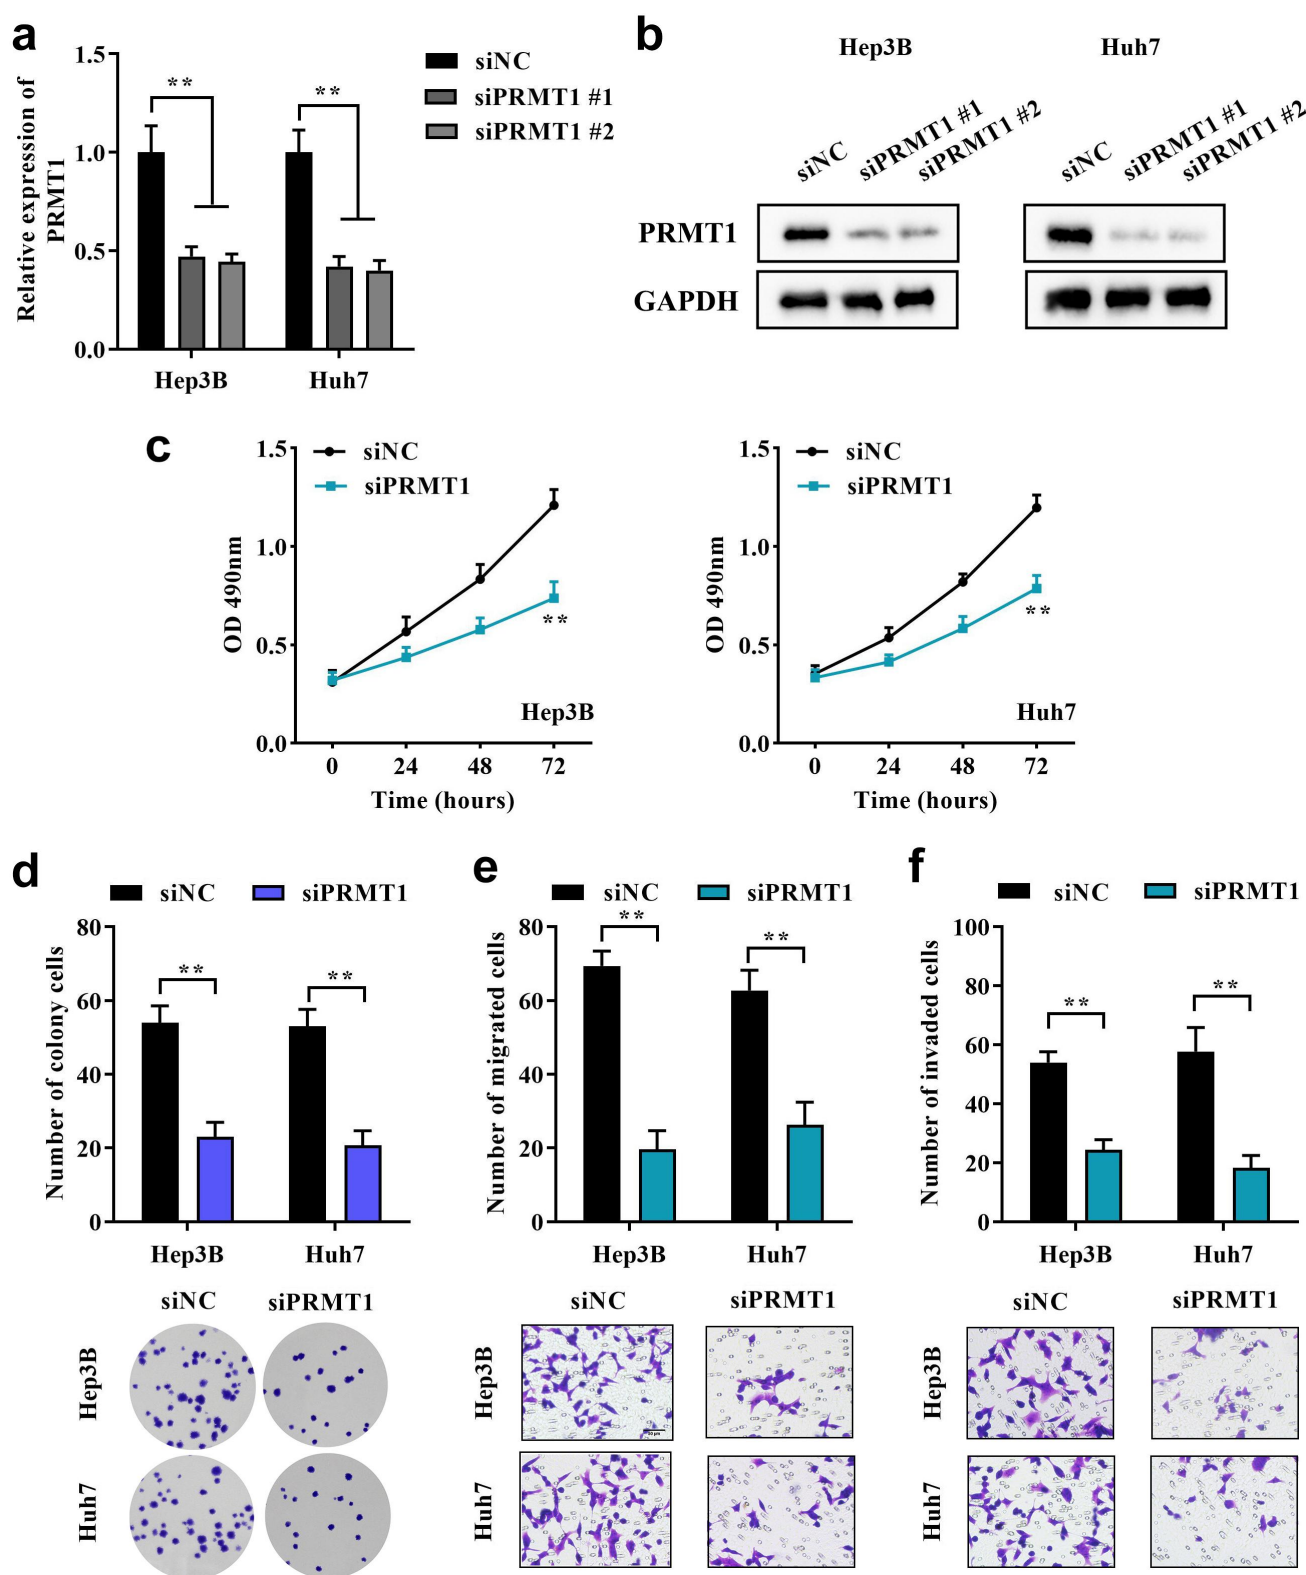 a
Relative expression of
PRMT1
1.5
1.0
0.5
0.0
**
**
Hep3B
Huh7
siNC
siPRMT1 #1
siPRMT1 #2
b
Hep3B
Huh7
siNC
siPRMT1 #1
siPRMT1 #2
siNC
siPRMT1 #1
siPRMT1 #2
PRMT1
GAPDH
c
OD 490nm
1.5
1.0
0.5
0.0
siNC
siPRMT1
**
Hep3B
0 24 48 72
Time (hours)
OD 490nm
1.5
1.0
0.5
0.0
siNC
siPRMT1
**
Huh7
0 24 48 72
Time (hours)
d
siNC siPRMT1
Number of colony cells
80
60
40
20
0
**
**
Hep3B Huh7
siNC siPRMT1
Hep3B
Huh7
e
siNC siPRMT1
Number of migrated cells
80
60
40
20
0
**
**
Hep3B Huh7
siNC siPRMT1
Hep3B
Huh7
f
siNC siPRMT1
Number of invaded cells
100
80
60
40
20
0
**
**
Hep3B Huh7
siNC siPRMT1
Hep3B
Huh7